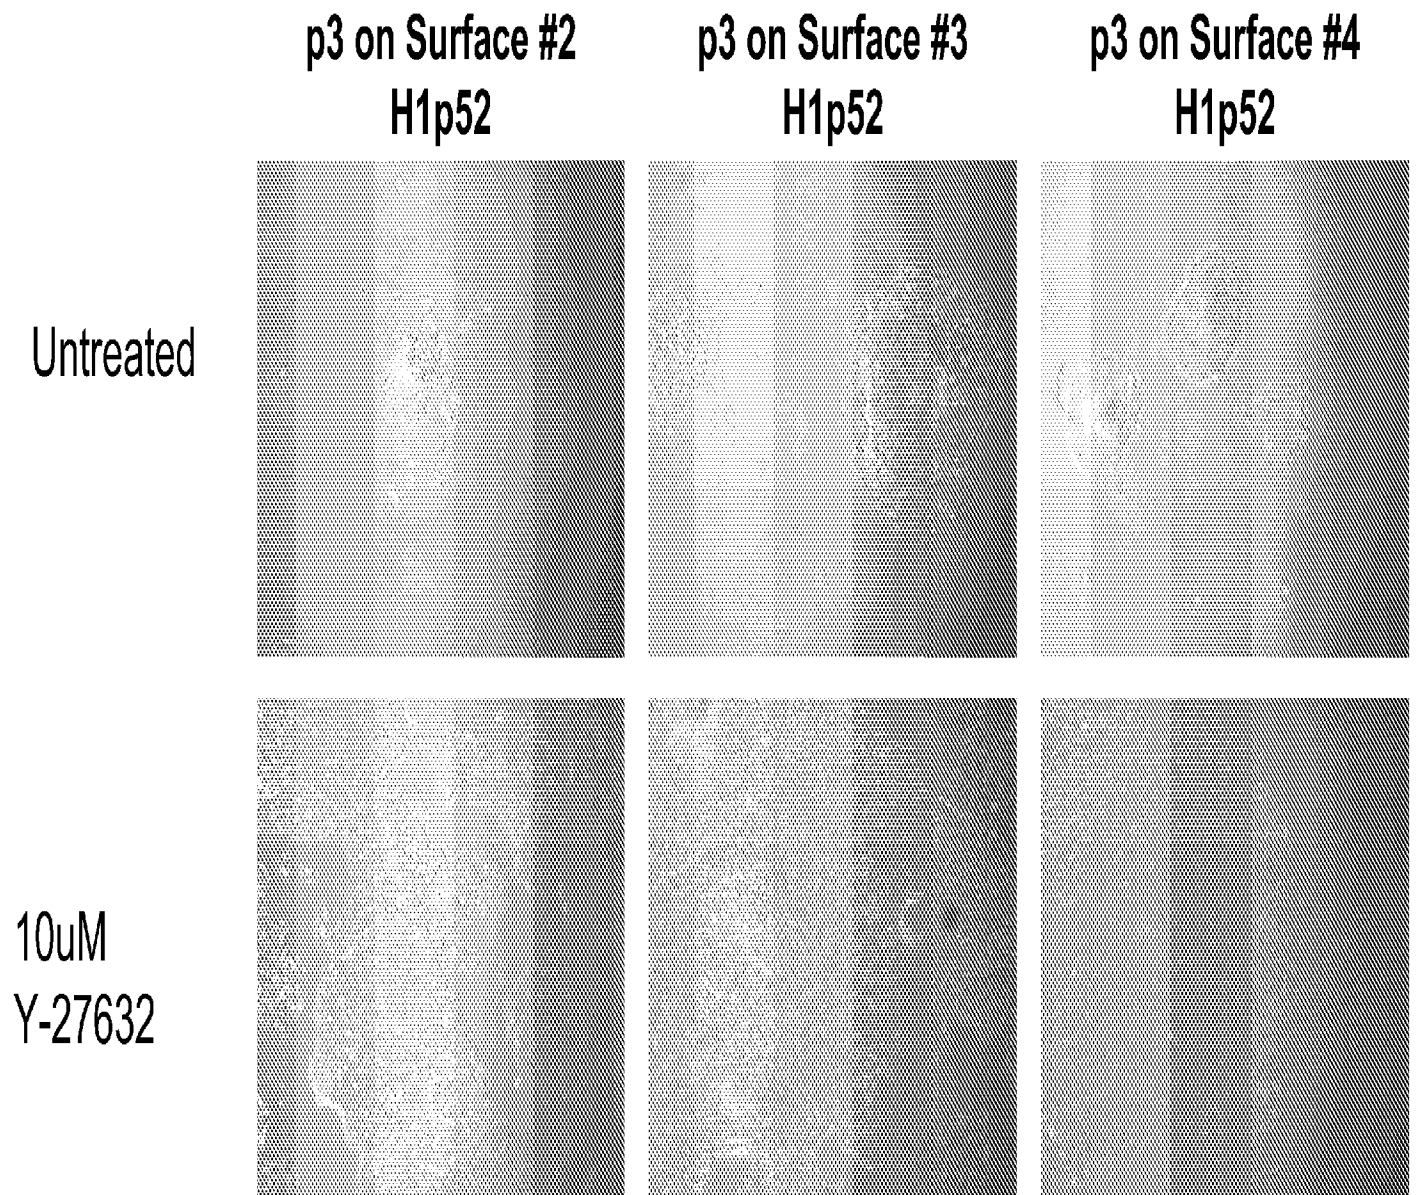 p3 on Surface #2
H1p52
p3 on Surface #3
H1p52
p3 on Surface #4
H1p52
Untreated
10uM
Y-27632